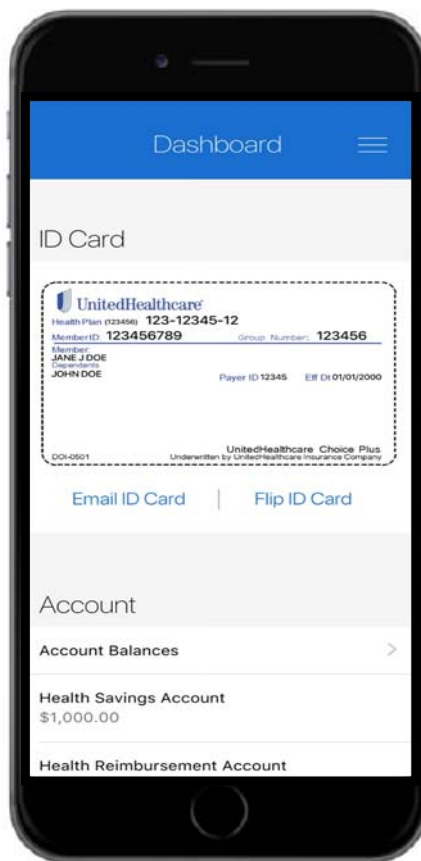 Dashboard
ID Card
UnitedHealthcare
Health Plan (123456) 123-12345-12
MemberID: 123456789 Group Number: 123456
Member:
JANE J DOE
Dependents
JOHN DOE
Payer ID 12345 Eff Dt 01/01/2000
UnitedHealthcare Choice Plus
DOI-0501 Underwritten by UnitedHealthcare Insurance Company
Email ID Card | Flip ID Card
Account
Account Balances
Health Savings Account
$1,000.00
Health Reimbursement Account